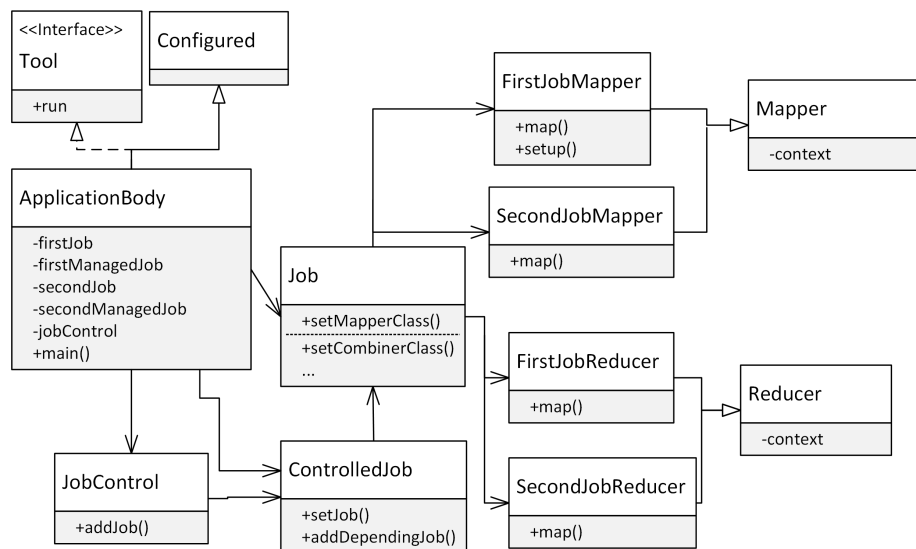 <<Interface>>
Tool
+run
Configured
ApplicationBody
-firstJob
-firstManagedJob
-secondJob
-secondManagedJob
-jobControl
+main()
JobControl
+addJob()
Job
+setMapperClass()
+setCombinerClass()
...
ControlledJob
+setJob()
+addDependingJob()
FirstJobMapper
+map()
+setup()
SecondJobMapper
+map()
Mapper
-context
FirstJobReducer
+map()
SecondJobReducer
+map()
Reducer
-context